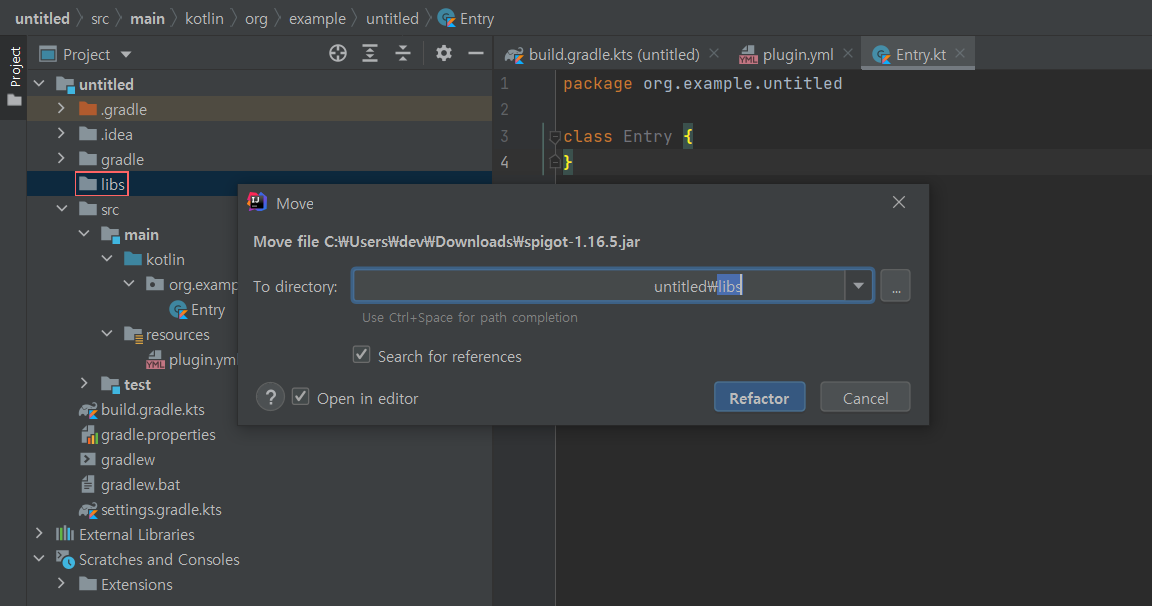 untitled src main kotlin org example untitled Entry
Project
Project
build.gradle.kts (untitled) plugin.yml Entry.kt
untitled
.gradle
.idea
gradle
libs
src
main
kotlin
org.examp
Entry
resources
plugin.ym
test
build.gradle.kts
gradle.properties
gradlew
gradlew.bat
settings.gradle.kts
External Libraries
Scratches and Consoles
Extensions
1 package org.example.untitled
2
3 class Entry {
4 }
Move
Move file C:₩Users₩dev₩Downloads₩spigot-1.16.5.jar
To directory: untitled₩libs ...
Use Ctrl+Space for path completion
Search for references
? Open in editor Refactor Cancel